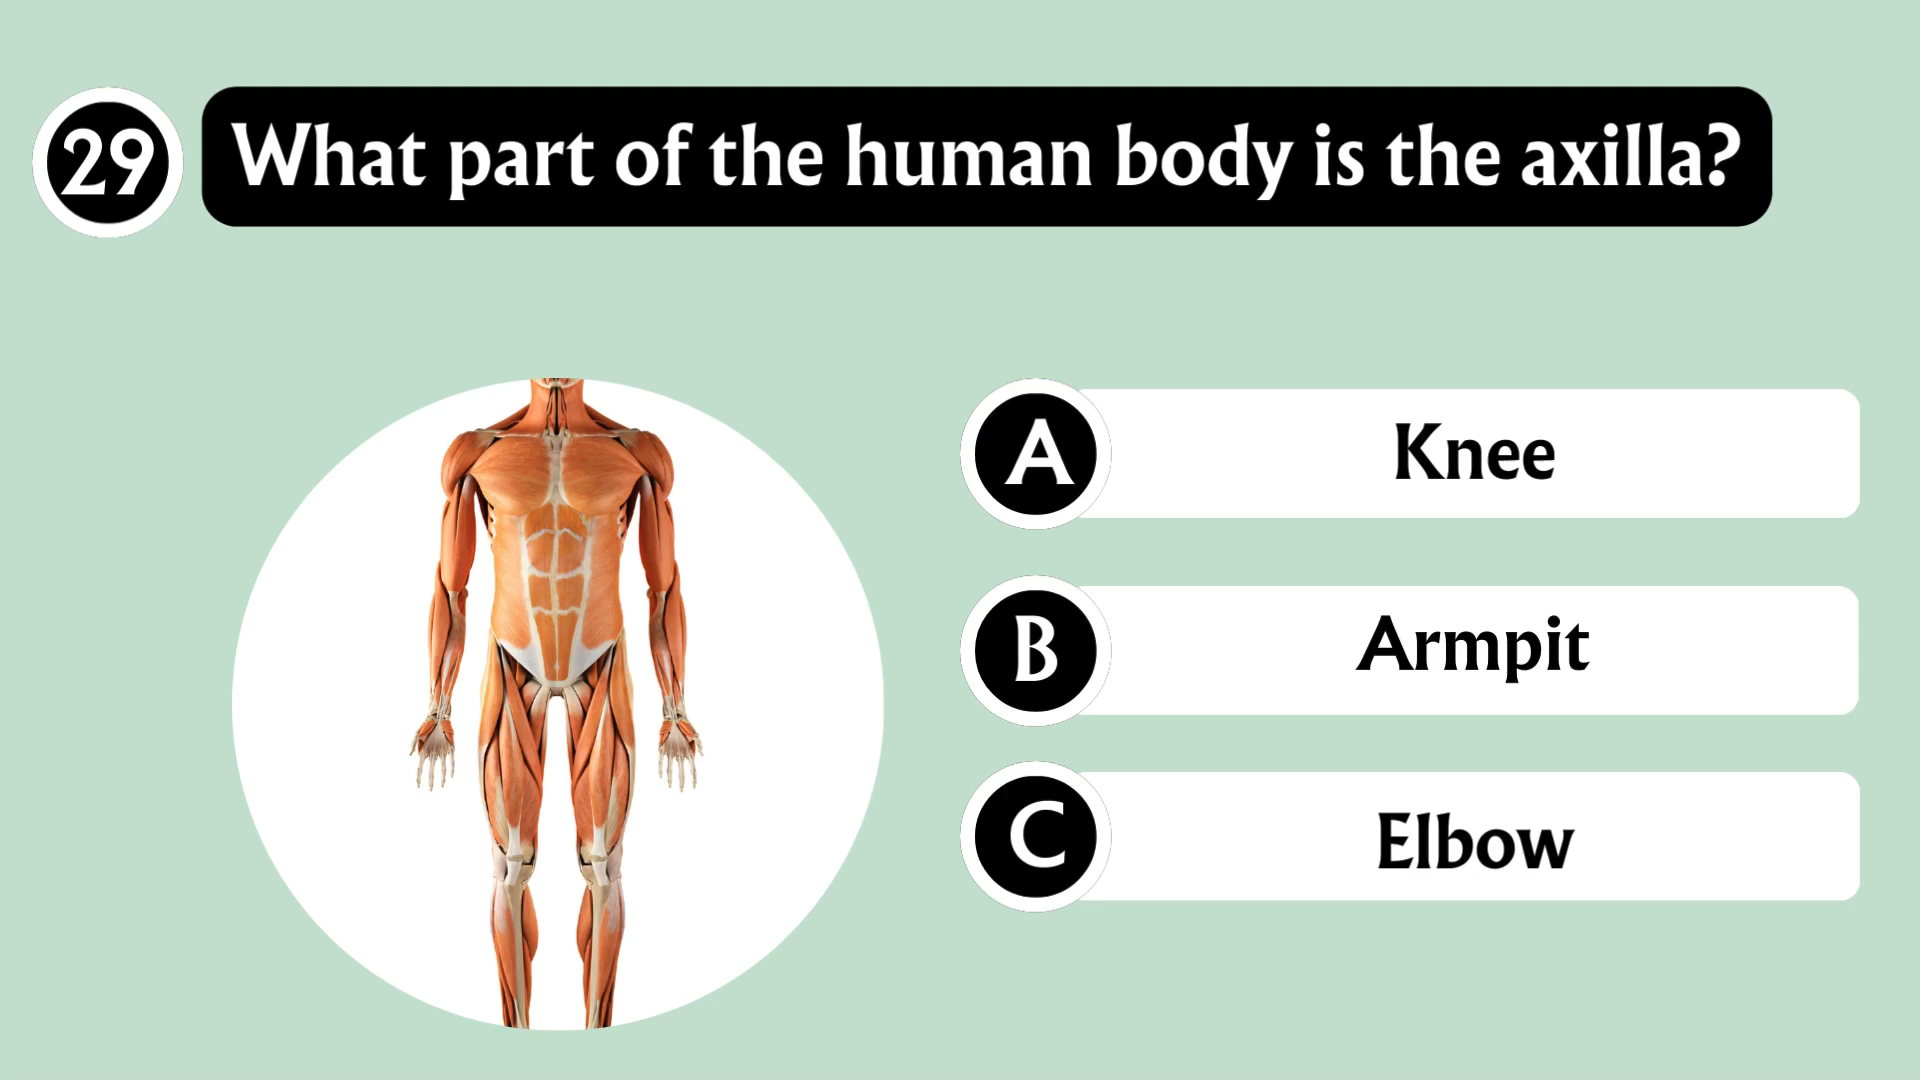 29
What part of the human body is the axilla?
A
Knee
B
Armpit
C
Elbow